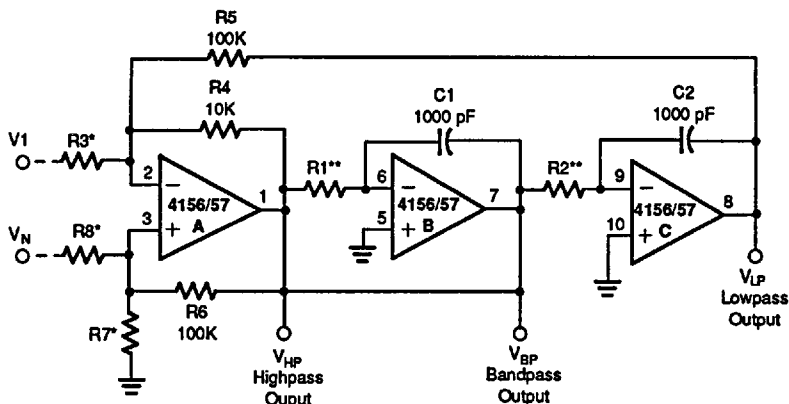 R5
100K
R4
10K
C1
1000 pF
C2
1000 pF
V1
R3*
R1**
R2**
2
−
4156/57
A
1
3
+
6
−
4156/57
B
7
5
+
9
−
4156/57
C
8
10
+
VN
R8*
R6
100K
R7*
VHP
Highpass
Ouput
VBP
Bandpass
Output
VLP
Lowpass
Output